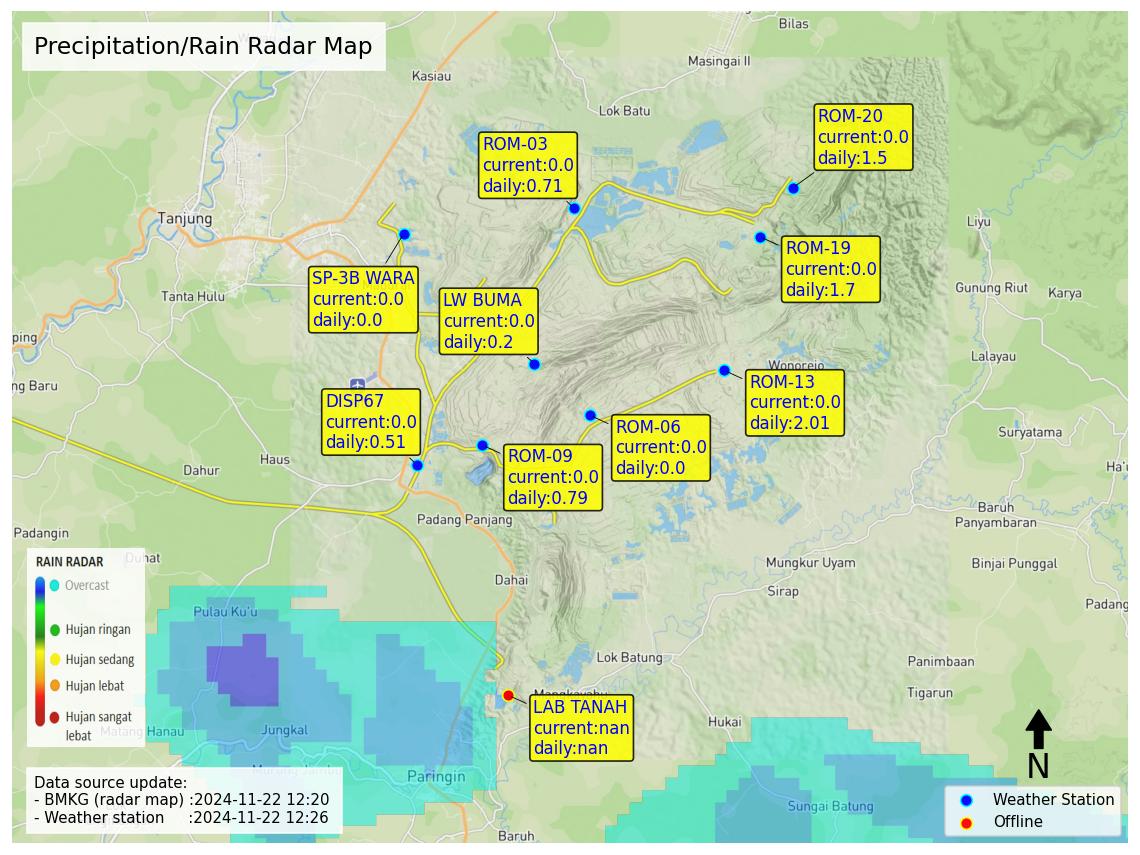 Precipitation/Rain Radar Map
Bilas
Masingai II
Kasiau
Lok Batu
ROM-20
current:0.0
daily:1.5
ROM-03
current:0.0
daily:0.71
Tanjung
Liyu
ROM-19
current:0.0
daily:1.7
SP-3B WARA
current:0.0
daily:0.0
Tanta Hulu
LW BUMA
current:0.0
daily:0.2
Gunung Riut
Karya
ping
Lalayau
Wonorejo
ng Baru
ROM-13
current:0.0
daily:2.01
DISP67
current:0.0
daily:0.51
ROM-06
current:0.0
daily:0.0
Suryatama
Haus
Dahur
ROM-09
current:0.0
daily:0.79
Ha'u
Baruh
Panyambaran
Padang Panjang
Padangin
Duhat
Mungkur Uyam
Binjai Punggal
RAIN RADAR
Overcast
Hujan ringan
Hujan sedang
Hujan lebat
Hujan sangat
lebat
Dahai
Sirap
Padang
Pulau Ku'u
Lok Batung
Panimbaan
Tigarun
Mangkayahu
LAB TANAH
current:nan
daily:nan
Hukai
Matang Hanau
Jungkal
Murung Jambu
Paringin
N
Data source update:
- BMKG (radar map) :2024-11-22 12:20
- Weather station :2024-11-22 12:26
Sungai Batung
Weather Station
Offline
Baruh